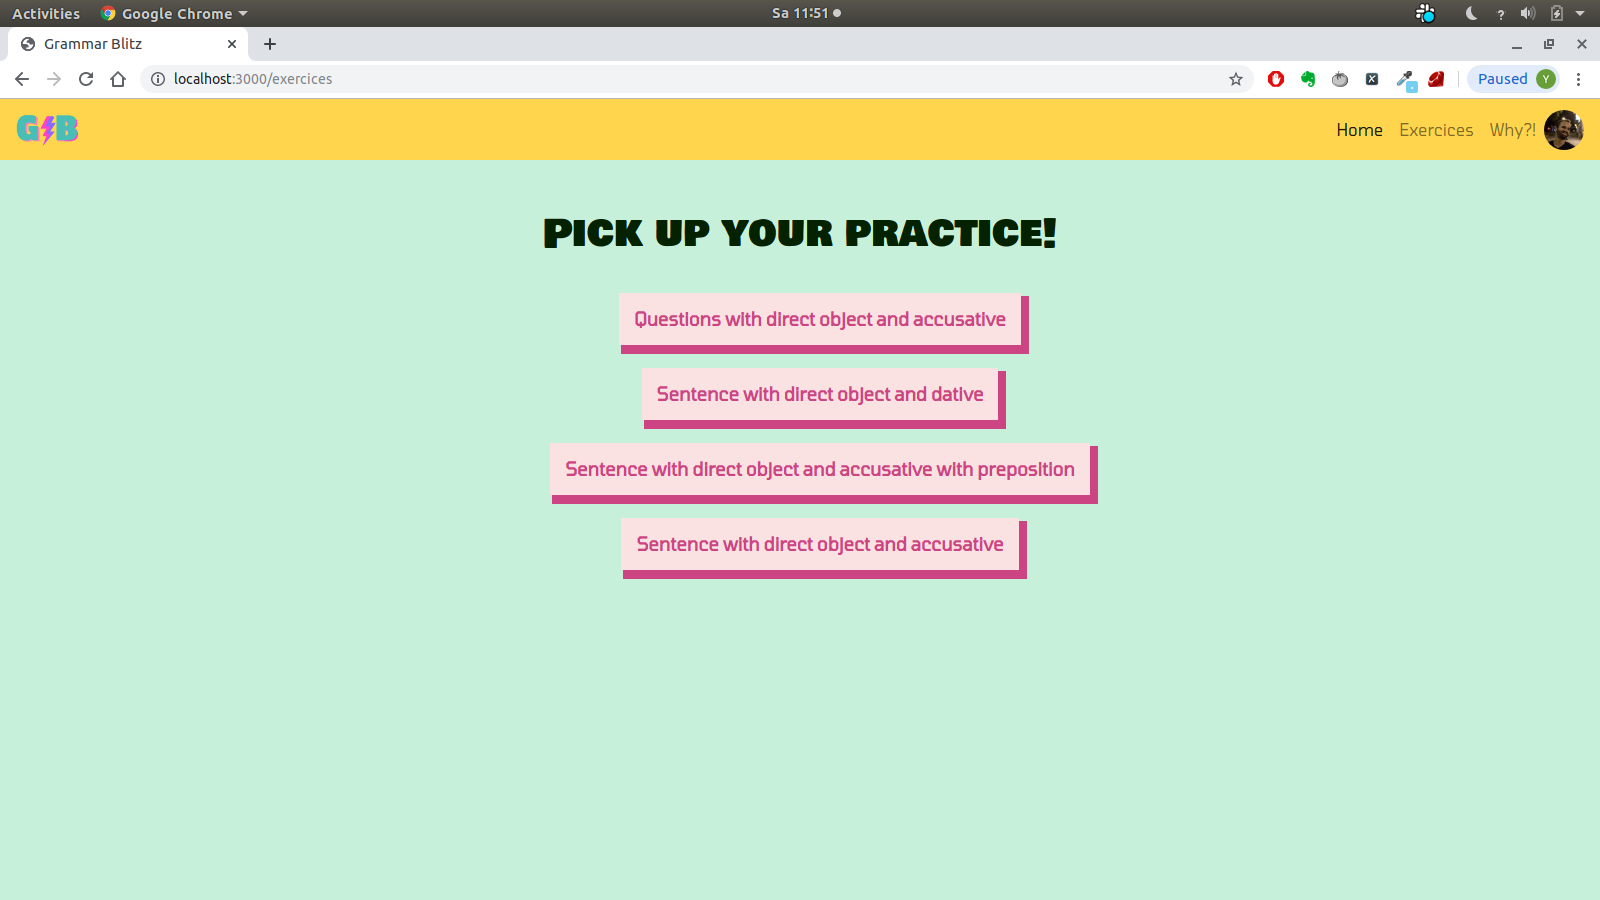 Activities Google Chrome Sa 11:51
Grammar Blitz
localhost:3000/exercices Paused Y
G B Home Exercices Why?!
Pick up your practice!
Questions with direct object and accusative
Sentence with direct object and dative
Sentence with direct object and accusative with preposition
Sentence with direct object and accusative